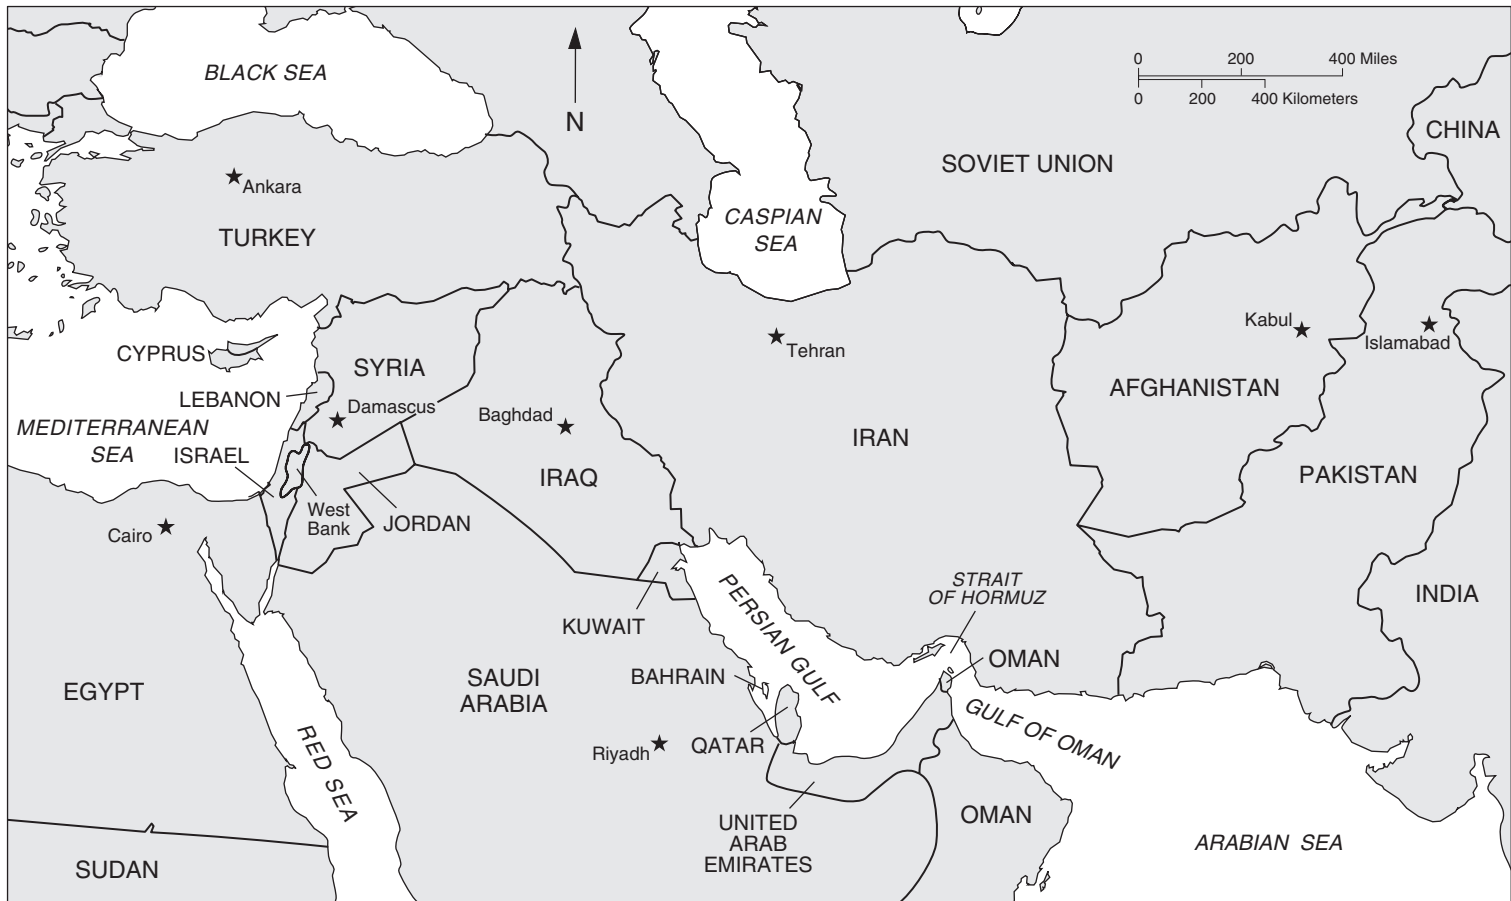 0 200 400 Miles
0 200 400 Kilometers
BLACK SEA
N
CHINA
SOVIET UNION
Ankara
TURKEY
CASPIAN
SEA
Kabul
Islamabad
Tehran
CYPRUS
SYRIA
AFGHANISTAN
LEBANON
Damascus
Baghdad
MEDITERRANEAN
SEA
ISRAEL
IRAN
IRAQ
PAKISTAN
West
Bank
JORDAN
Cairo
STRAIT
OF HORMUZ
INDIA
KUWAIT
PERSIAN GULF
OMAN
BAHRAIN
EGYPT
SAUDI
ARABIA
GULF OF OMAN
RED SEA
Riyadh
QATAR
UNITED
ARAB
EMIRATES
OMAN
ARABIAN SEA
SUDAN